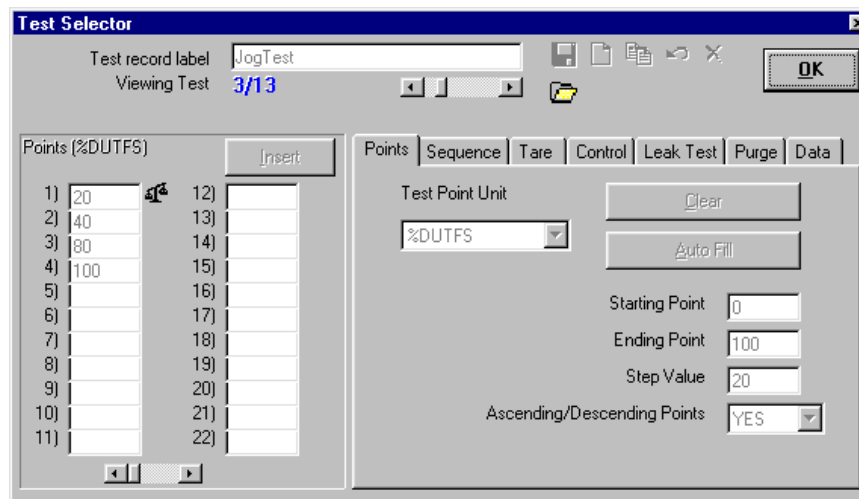 Test Selector
Test record label JogTest
Viewing Test 3/13
OK
Points (%DUTFS) Insert
1) 20 12)
2) 40 13)
3) 80 14)
4) 100 15)
5) 16)
6) 17)
7) 18)
8) 19)
9) 20)
10) 21)
11) 22)
Points Sequence Tare Control Leak Test Purge Data
Test Point Unit Clear
%DUTFS
Auto Fill
Starting Point 0
Ending Point 100
Step Value 20
Ascending/Descending Points YES